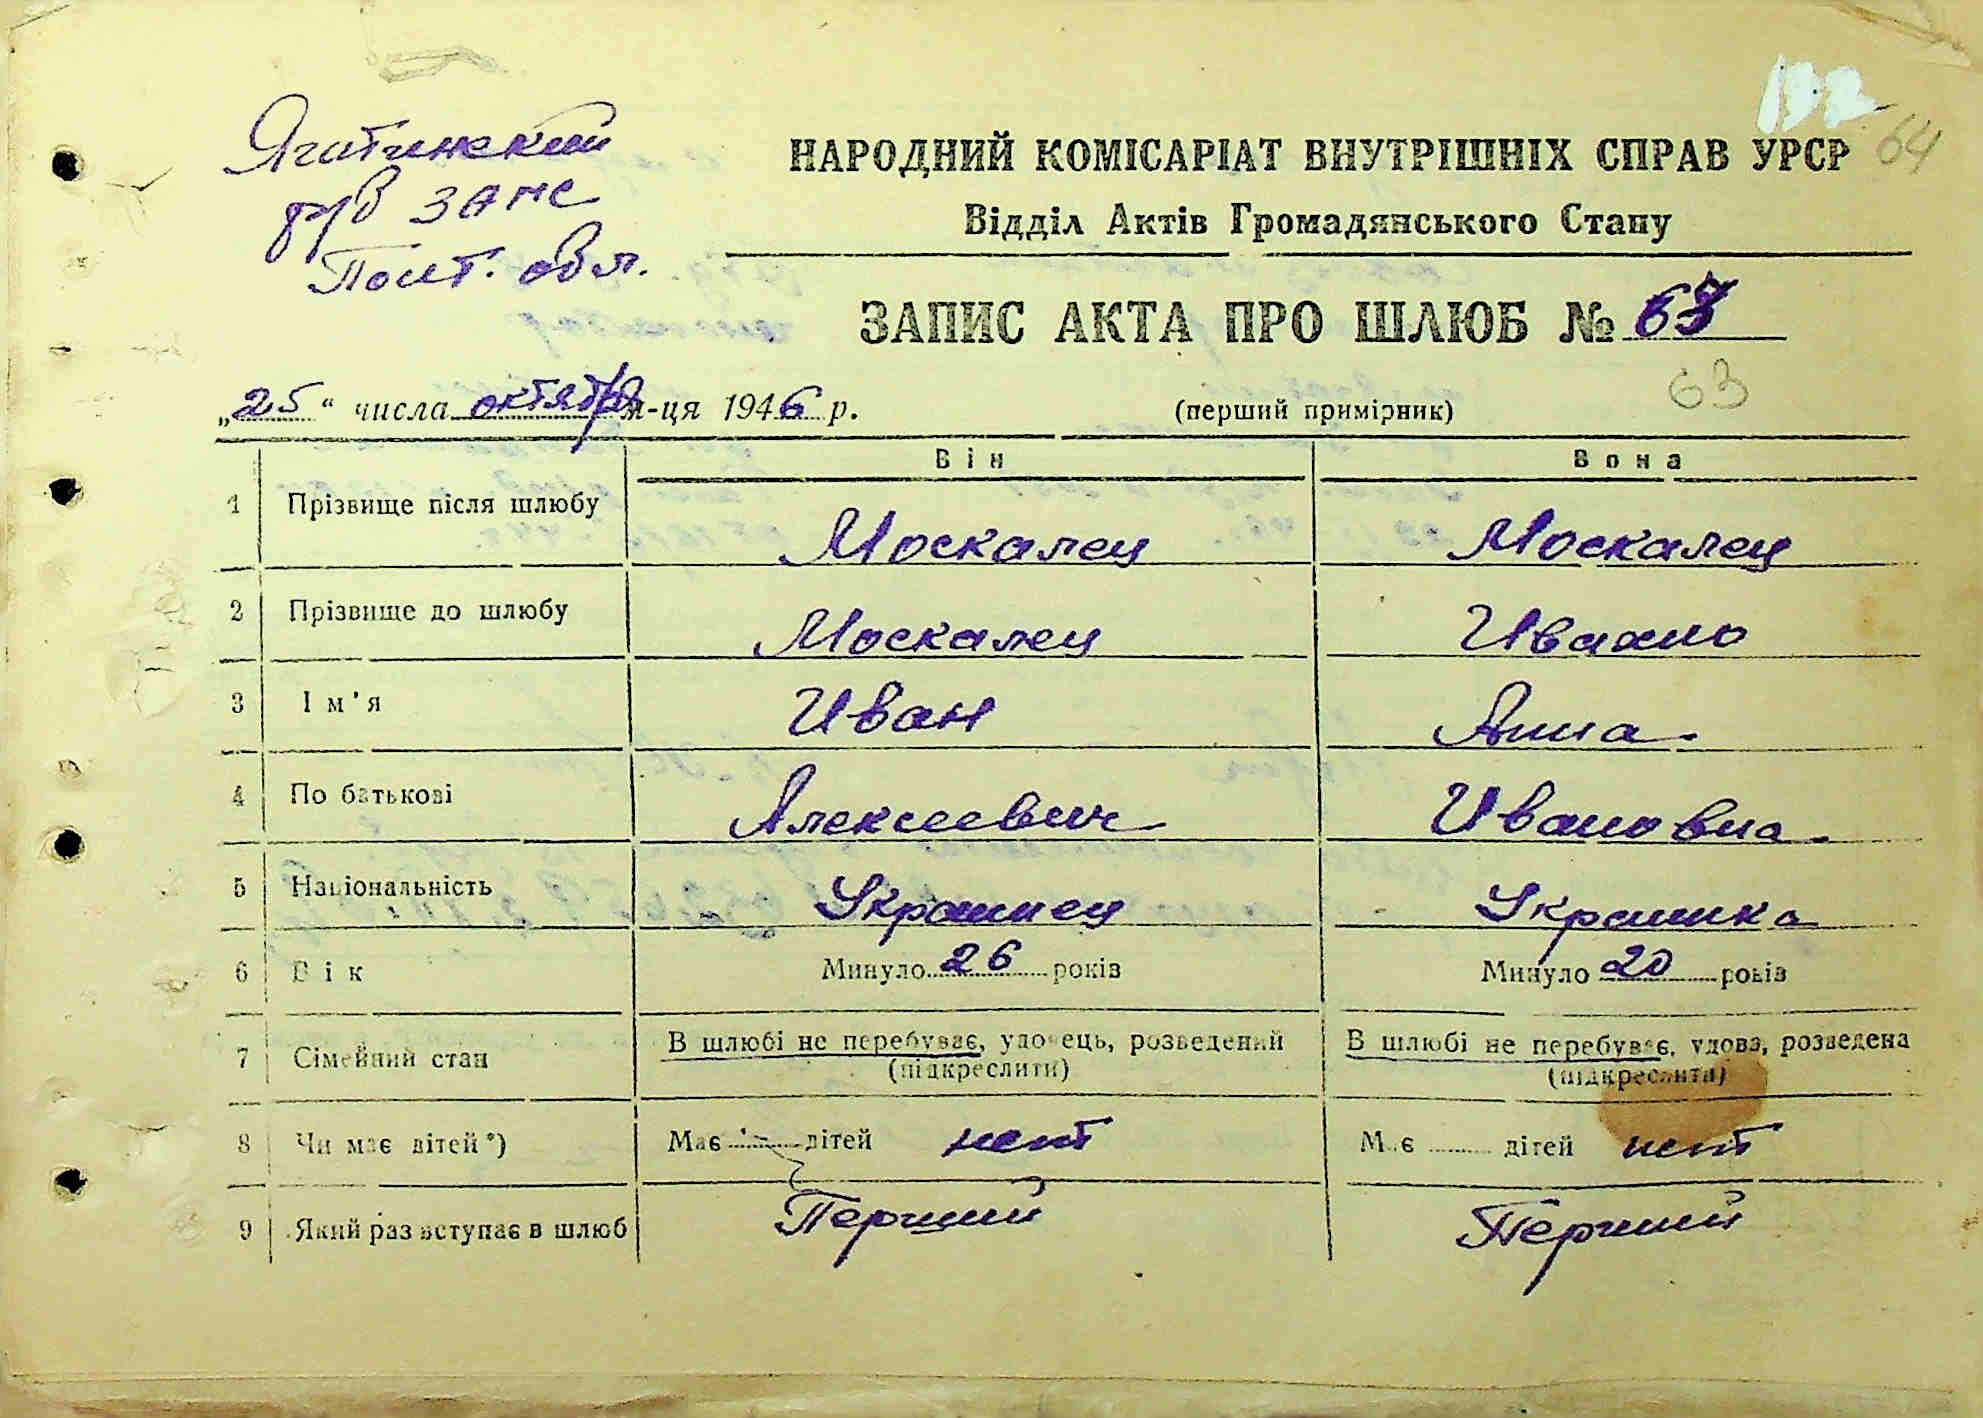 Яготинский
р/б ЗАГС
Полт. обл.
64
НАРОДНИЙ КОМІСАРІАТ ВНУТРІШНІХ СПРАВ УРСР
Відділ Актів Громадянського Стану
ЗАПИС АКТА ПРО ШЛЮБ №
63
„25“ числа октября м-ця 1946 р. (перший примірник)
Він Вона
1 Прізвище після шлюбу Москалец Москалец
2 Прізвище до шлюбу Москалец Ивахно
3 Ім'я Иван Анна.
4 По батькові Алексеевич Ивановна.
5 Національність Украинец Украинка
6 Вік Минуло 26 років Минуло 20 років
7 Сімейний стан В шлюбі не перебуває, удовець, розведений В шлюбі не перебуває, удова, розведена
(підкреслити) (підкреслити)
8 Чи має дітей*) Має дітей нет Має дітей нет
9 Який раз вступає в шлюб Перший Перший